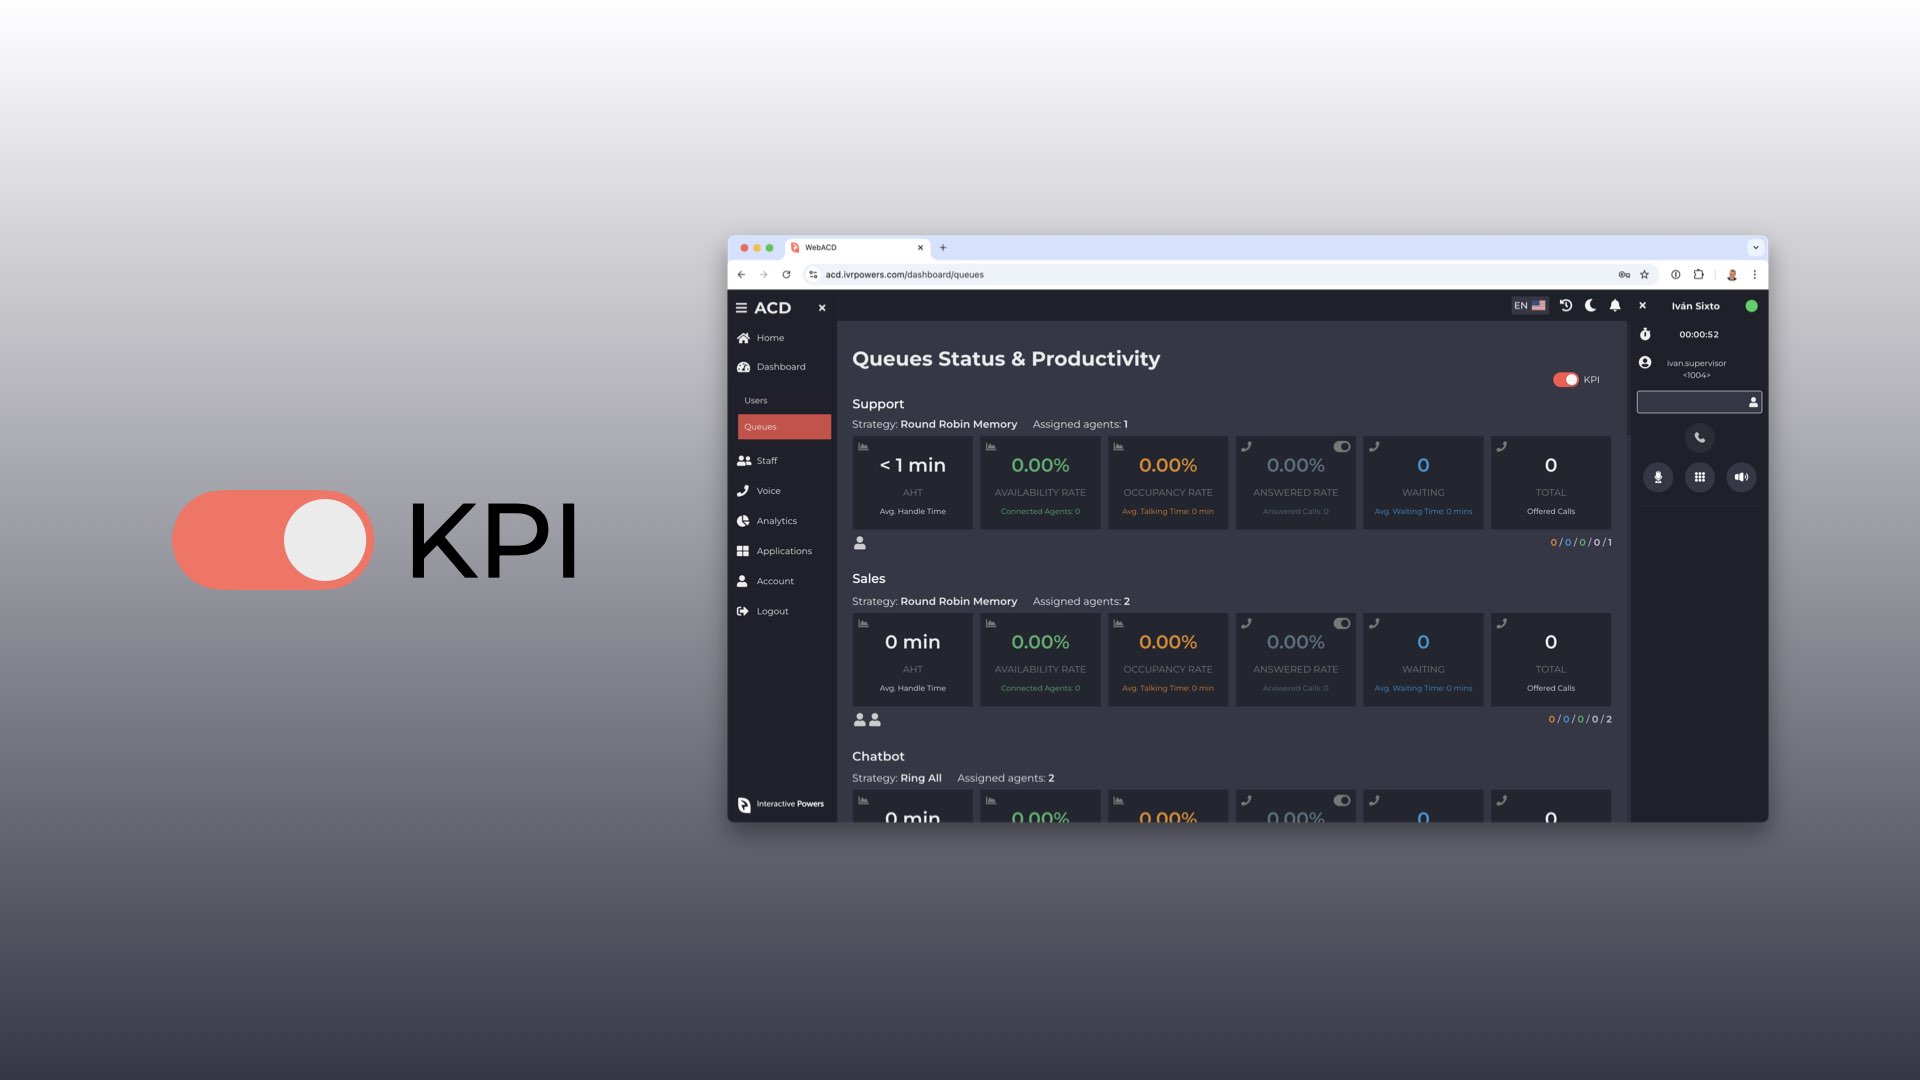 KPI
WebACD
acd.ivrpowers.com/dashboard/queues
ACD
Home
Dashboard
Users
Queues
Staff
Voice
Analytics
Applications
Account
Logout
Interactive Powers
EN
Queues Status & Productivity
KPI
Support
Strategy: Round Robin Memory Assigned agents: 1
< 1 min 0.00% 0.00% 0.00% 0 0
AHT AVAILABILITY RATE OCCUPANCY RATE ANSWERED RATE WAITING TOTAL
Avg. Handle Time Connected Agents: 0 Avg. Talking Time: 0 min Answered Calls: 0 Avg. Waiting Time: 0 mins Offered Calls
0 / 0 / 0 / 0 / 1
Sales
Strategy: Round Robin Memory Assigned agents: 2
0 min 0.00% 0.00% 0.00% 0 0
AHT AVAILABILITY RATE OCCUPANCY RATE ANSWERED RATE WAITING TOTAL
Avg. Handle Time Connected Agents: 0 Avg. Talking Time: 0 min Answered Calls: 0 Avg. Waiting Time: 0 mins Offered Calls
0 / 0 / 0 / 0 / 2
Chatbot
Strategy: Ring All Assigned agents: 2
0 min 0.00% 0.00% 0.00% 0 0
Iván Sixto
00:00:52
ivan.supervisor
<1004>